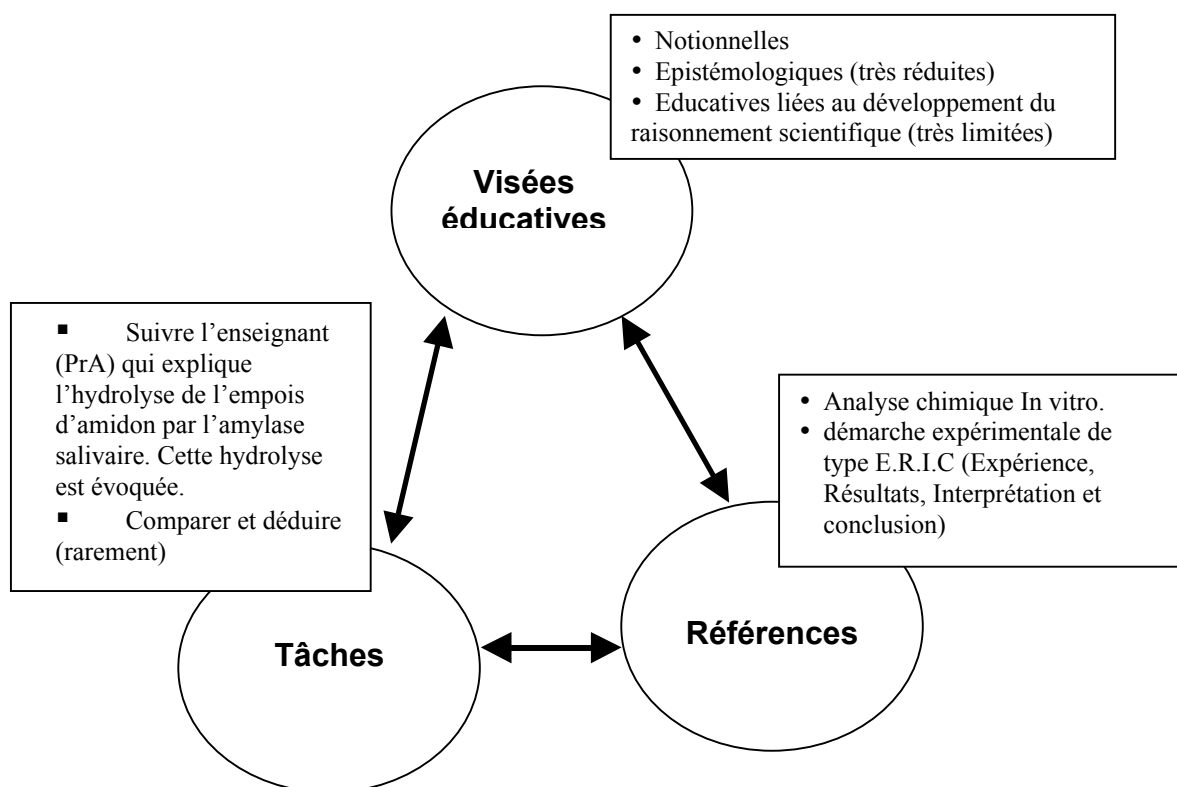 • Notionnelles
• Epistémologiques (très réduites)
• Educatives liées au développement du
raisonnement scientifique (très limitées)
Visées
éducatives
▪ Suivre l’enseignant
(PrA) qui explique
l’hydrolyse de l’empois
d’amidon par l’amylase
salivaire. Cette hydrolyse
est évoquée.
▪ Comparer et déduire
(rarement)
• Analyse chimique In vitro.
• démarche expérimentale de
type E.R.I.C (Expérience,
Résultats, Interprétation et
conclusion)
Tâches
Références